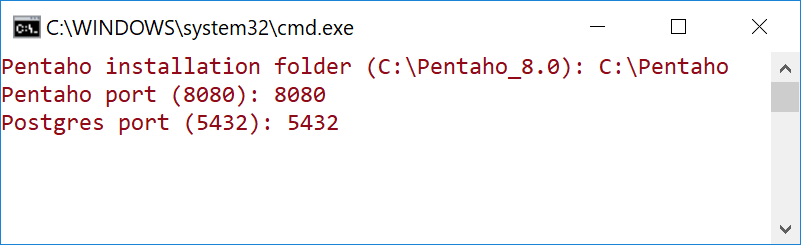 C:\WINDOWS\system32\cmd.exe
Pentaho installation folder (C:\Pentaho_8.0): C:\Pentaho
Pentaho port (8080): 8080
Postgres port (5432): 5432